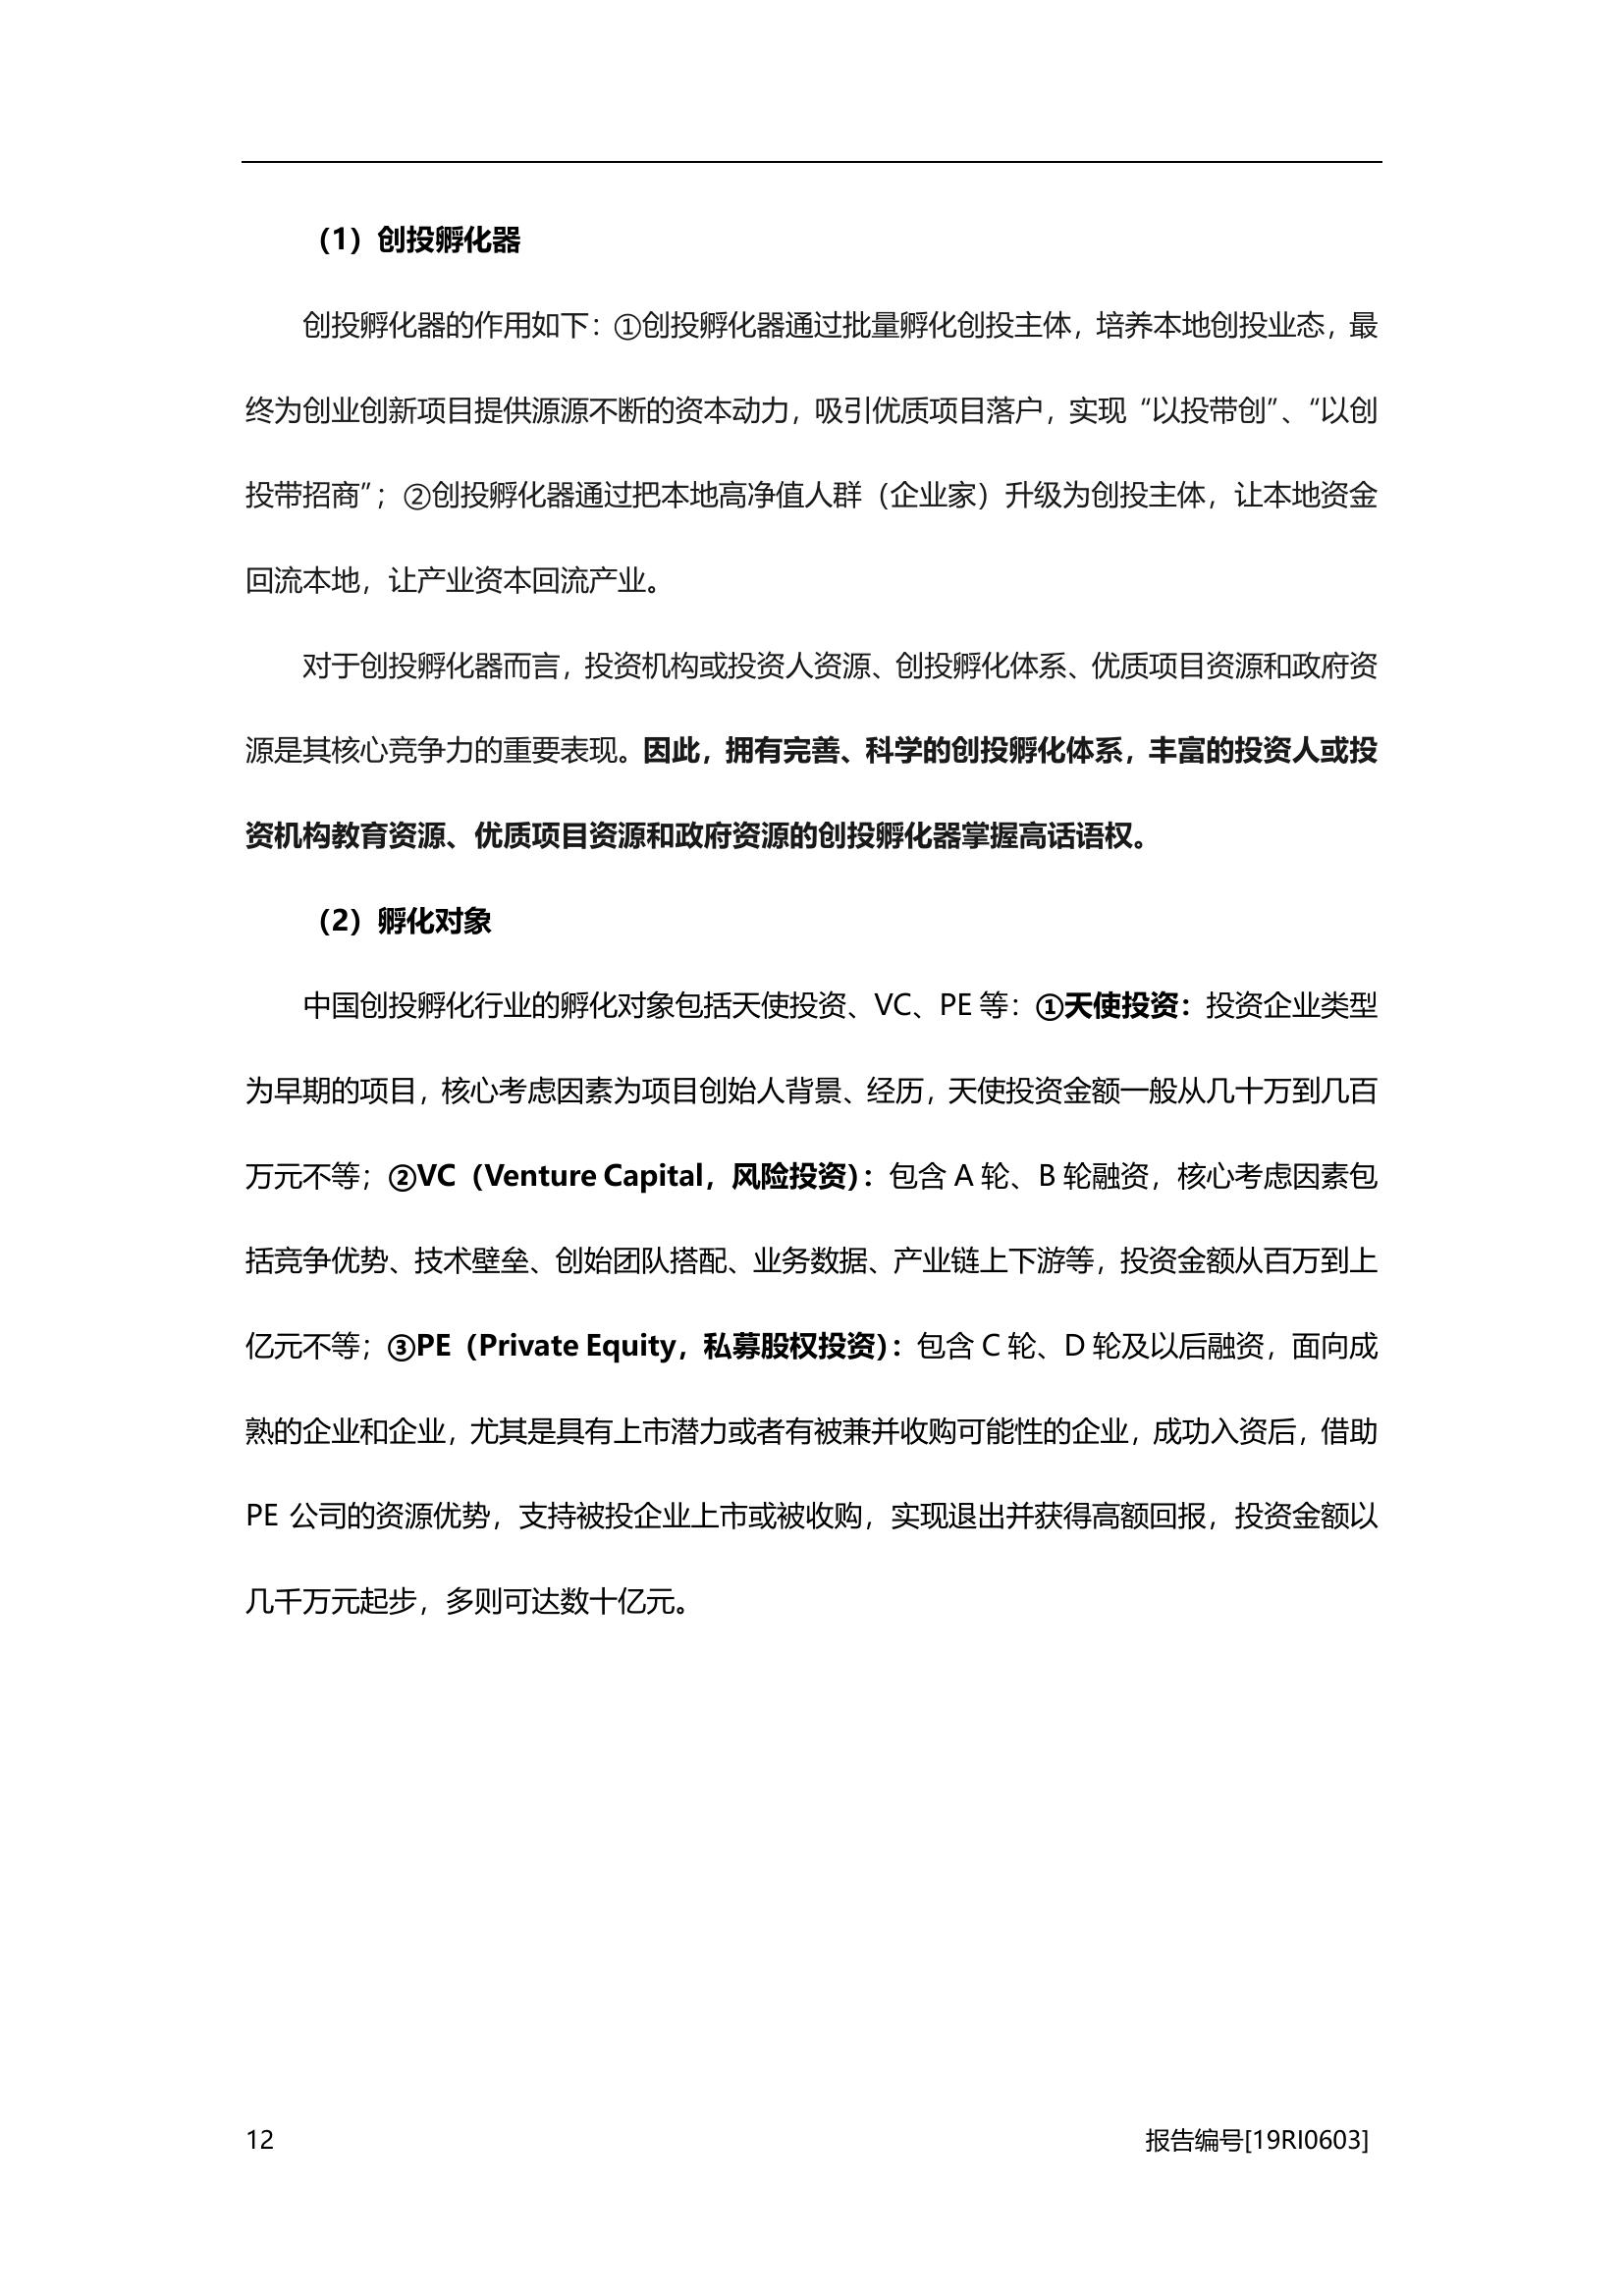 （1）创投孵化器
创投孵化器的作用如下：①创投孵化器通过批量孵化创投主体，培养本地创投业态，最
终为创业创新项目提供源源不断的资本动力，吸引优质项目落户，实现“以投带创”、“以创
投带招商”；②创投孵化器通过把本地高净值人群（企业家）升级为创投主体，让本地资金
回流本地，让产业资本回流产业。
对于创投孵化器而言，投资机构或投资人资源、创投孵化体系、优质项目资源和政府资
源是其核心竞争力的重要表现。因此，拥有完善、科学的创投孵化体系，丰富的投资人或投
资机构教育资源、优质项目资源和政府资源的创投孵化器掌握高话语权。
（2）孵化对象
中国创投孵化行业的孵化对象包括天使投资、VC、PE 等：①天使投资：投资企业类型
为早期的项目，核心考虑因素为项目创始人背景、经历，天使投资金额一般从几十万到几百
万元不等；②VC（Venture Capital，风险投资）：包含 A 轮、B 轮融资，核心考虑因素包
括竞争优势、技术壁垒、创始团队搭配、业务数据、产业链上下游等，投资金额从百万到上
亿元不等；③PE（Private Equity，私募股权投资）：包含 C 轮、D 轮及以后融资，面向成
熟的企业和企业，尤其是具有上市潜力或者有被兼并收购可能性的企业，成功入资后，借助
PE 公司的资源优势，支持被投企业上市或被收购，实现退出并获得高额回报，投资金额以
几千万元起步，多则可达数十亿元。
12 报告编号[19RI0603]